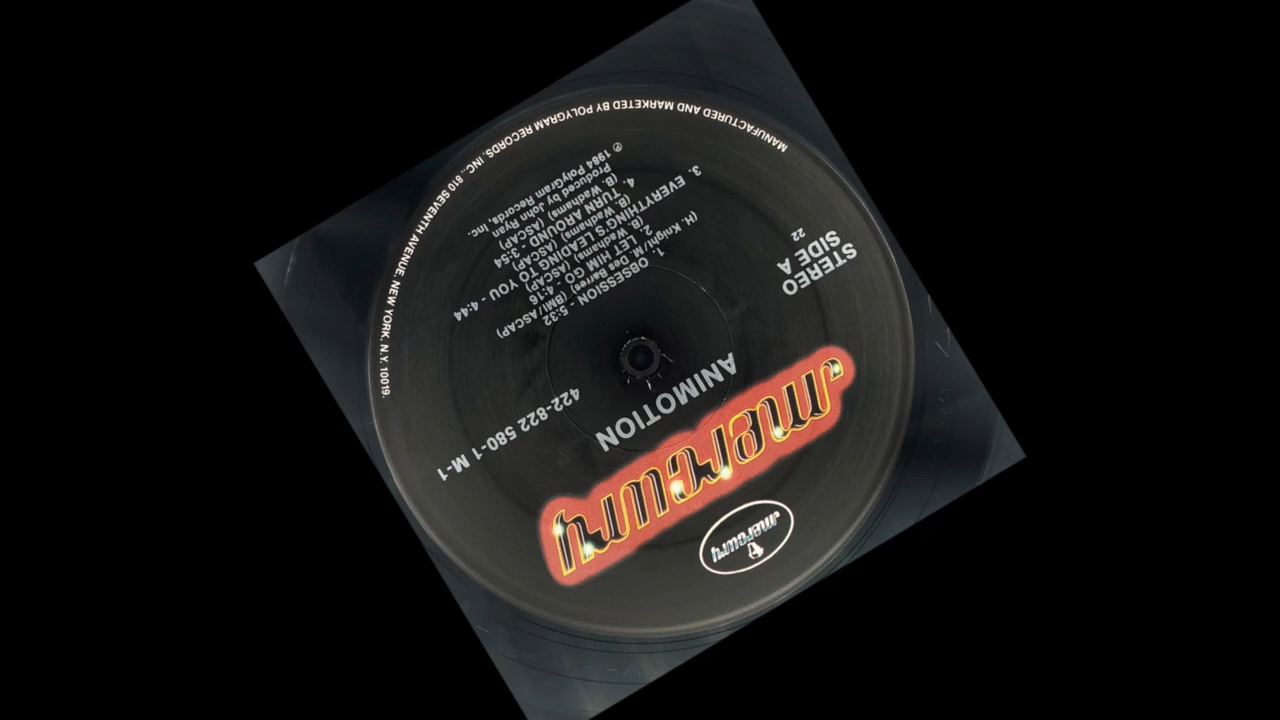 mercury
mercury
ANIMOTION
STEREO
SIDE A
22
422-822 580-1 M-1
1. OBSESSION - 5:32
(H. Knight/M. Des Barres) (BMI/ASCAP)
2. LET HIM GO - 4:16
(B. Wadhams) (ASCAP)
3. EVERYTHING'S LEADING TO YOU - 4:44
(B. Wadhams) (ASCAP)
4. TURN AROUND - 3:54
(B. Wadhams) (ASCAP)
Produced by John Ryan
℗ 1984 PolyGram Records, Inc.
MANUFACTURED AND MARKETED BY POLYGRAM RECORDS, INC., 810 SEVENTH AVENUE, NEW YORK, N.Y. 10019.